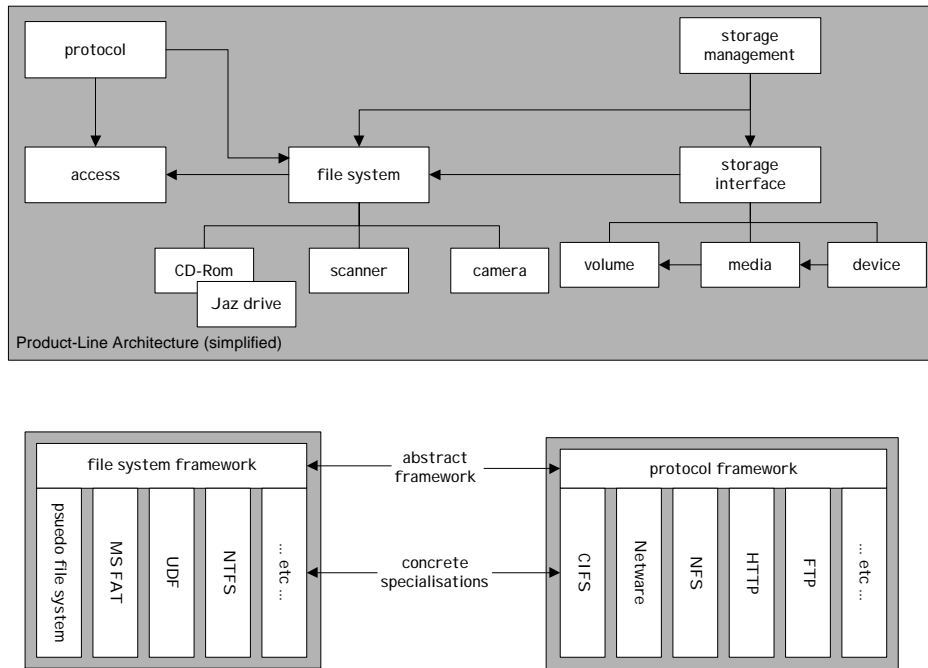 protocol
storage
management
access
file system
storage
interface
CD-Rom
Jaz drive
scanner
camera
volume
media
device
Product-Line Architecture (simplified)
file system framework
abstract
framework
protocol framework
psuedo file system
MS FAT
UDF
NTFS
... etc ...
concrete
specialisations
CIFS
Netware
NFS
HTTP
FTP
... etc ...